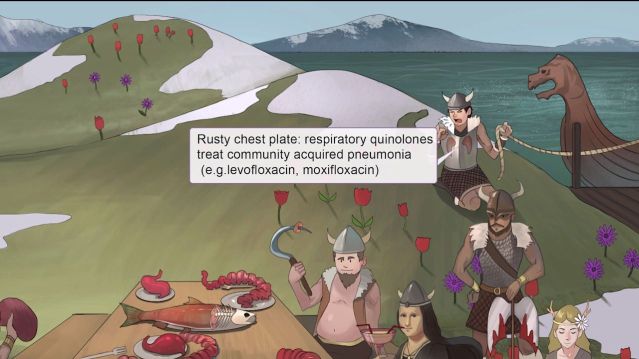 Rusty chest plate: respiratory quinolones
treat community acquired pneumonia
(e.g.levofloxacin, moxifloxacin)